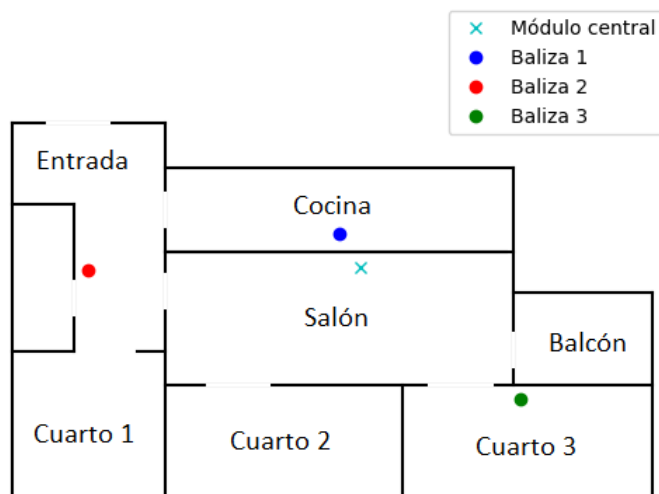 Módulo central
Baliza 1
Baliza 2
Baliza 3
Entrada
Cocina
Salón
Balcón
Cuarto 1
Cuarto 2
Cuarto 3